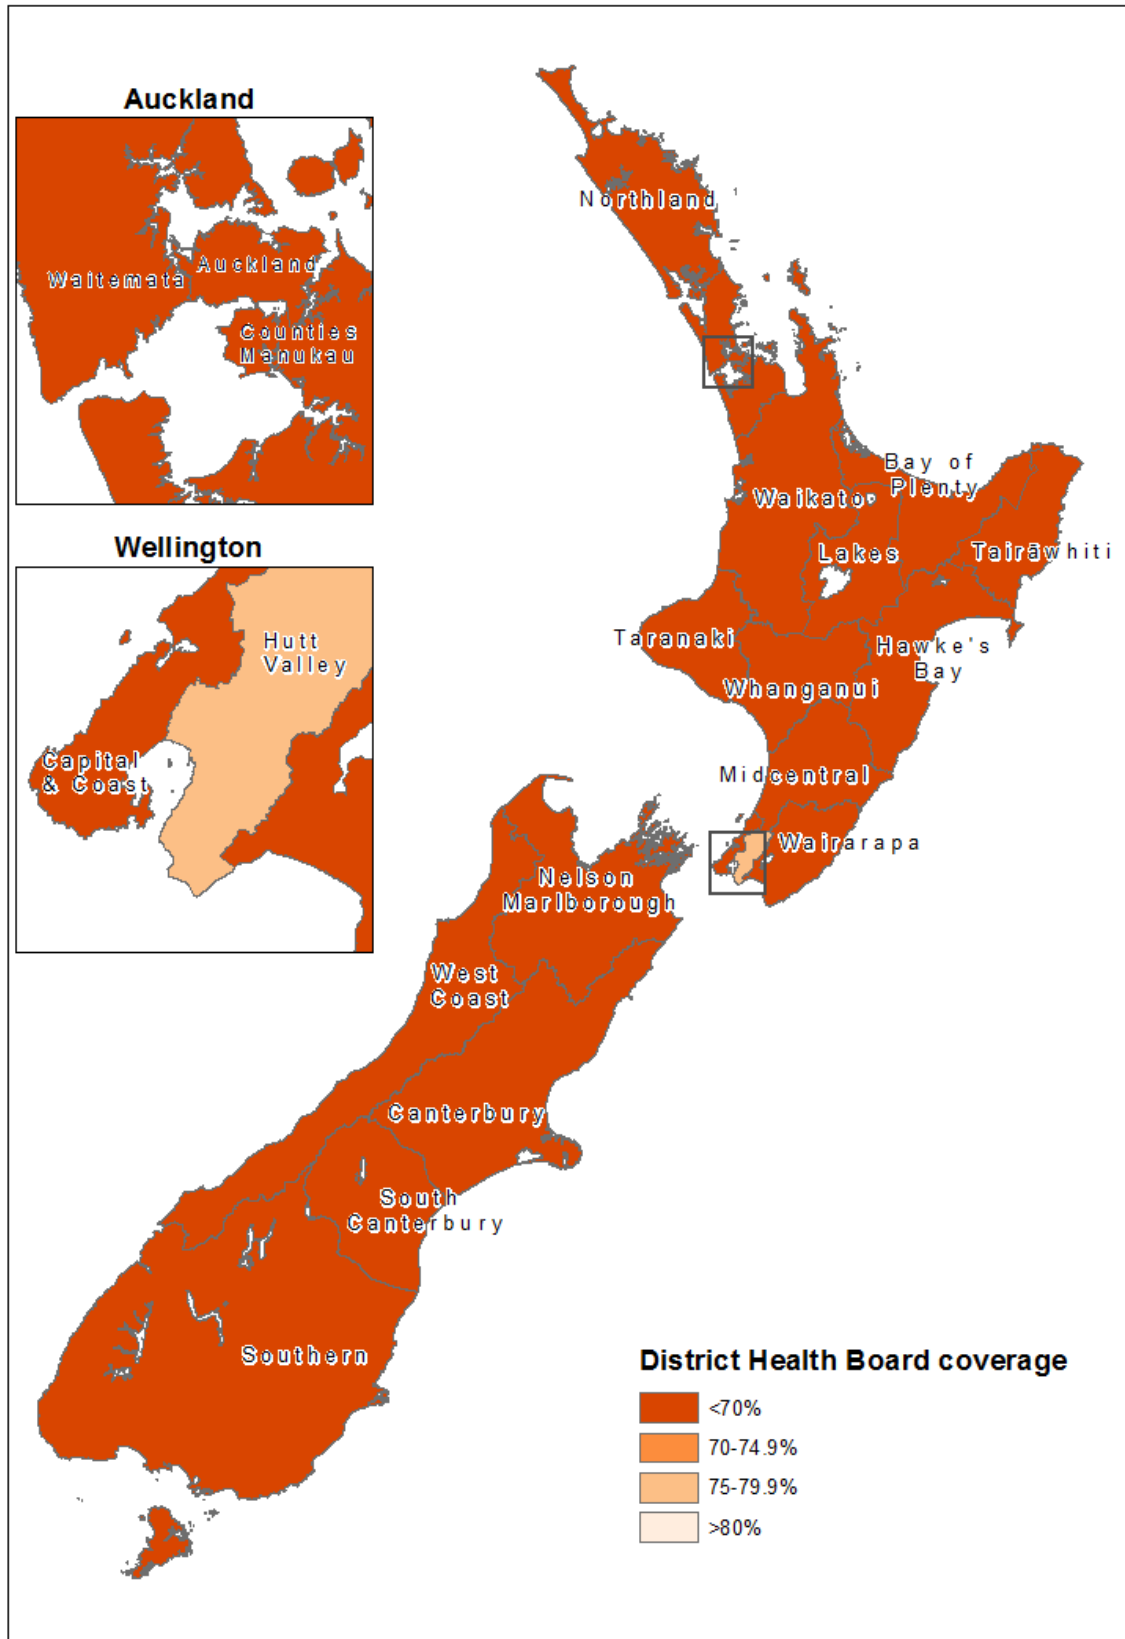 Auckland
Waitemata
Auckland
Counties
Manukau
Wellington
Hutt
Valley
Capital
& Coast
Northland
Bay of
Plenty
Waikato
Lakes
Tairāwhiti
Taranaki
Hawke's
Bay
Whanganui
Midcentral
Wairarapa
Nelson
Marlborough
West
Coast
Canterbury
South
Canterbury
Southern
District Health Board coverage
<70%
70-74.9%
75-79.9%
>80%